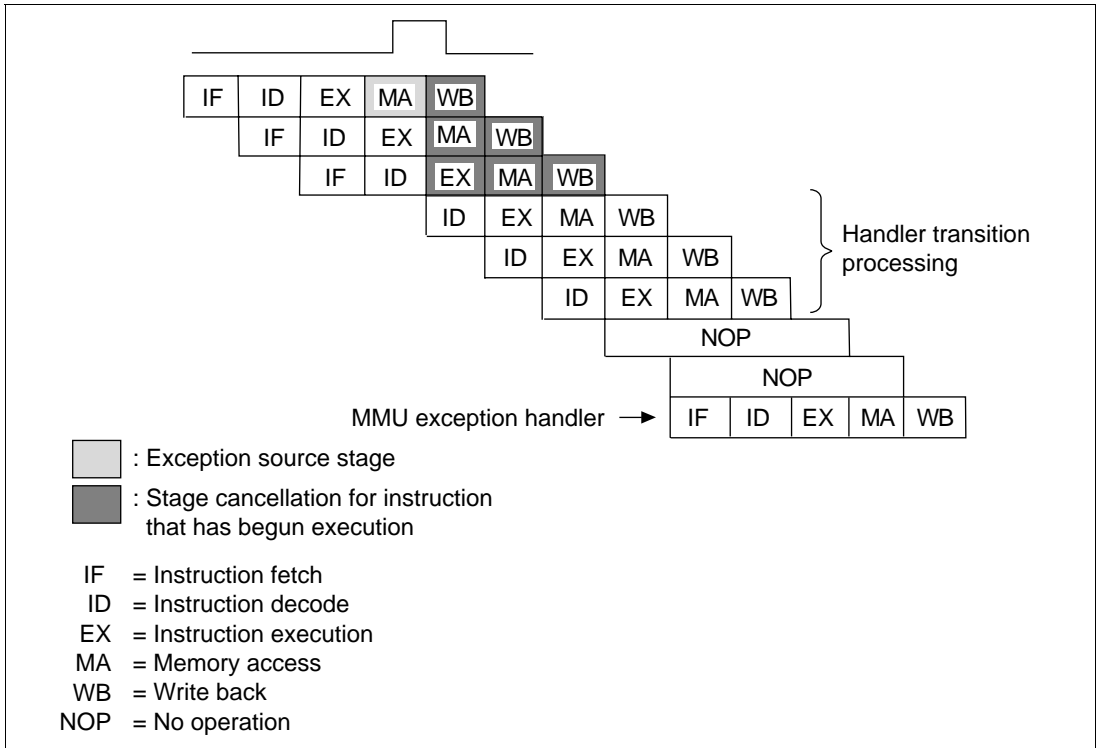 IF ID EX MA WB
IF ID EX MA WB
IF ID EX MA WB
ID EX MA WB
ID EX MA WB
ID EX MA WB
Handler transition
processing
NOP
NOP
MMU exception handler → IF ID EX MA WB
: Exception source stage
: Stage cancellation for instruction
that has begun execution
IF = Instruction fetch
ID = Instruction decode
EX = Instruction execution
MA = Memory access
WB = Write back
NOP = No operation